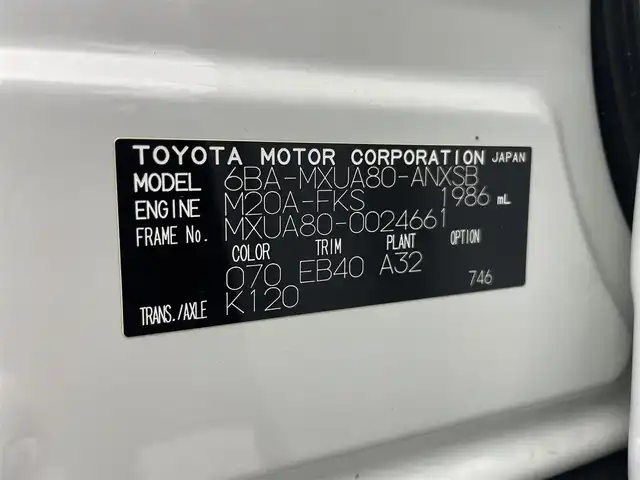 TOYOTA MOTOR CORPORATION JAPAN
MODEL 6BA-MXUA80-ANXSB
ENGINE M20A-FKS 1986 mL
FRAME No. MXUA80-0024661
COLOR TRIM PLANT OPTION
070 EB40 A32 746
TRANS./AXLE K120